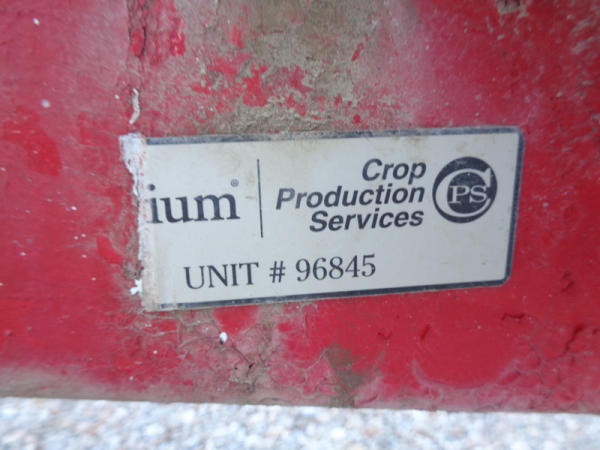 ium®
Crop
Production
Services
CPS
UNIT # 96845